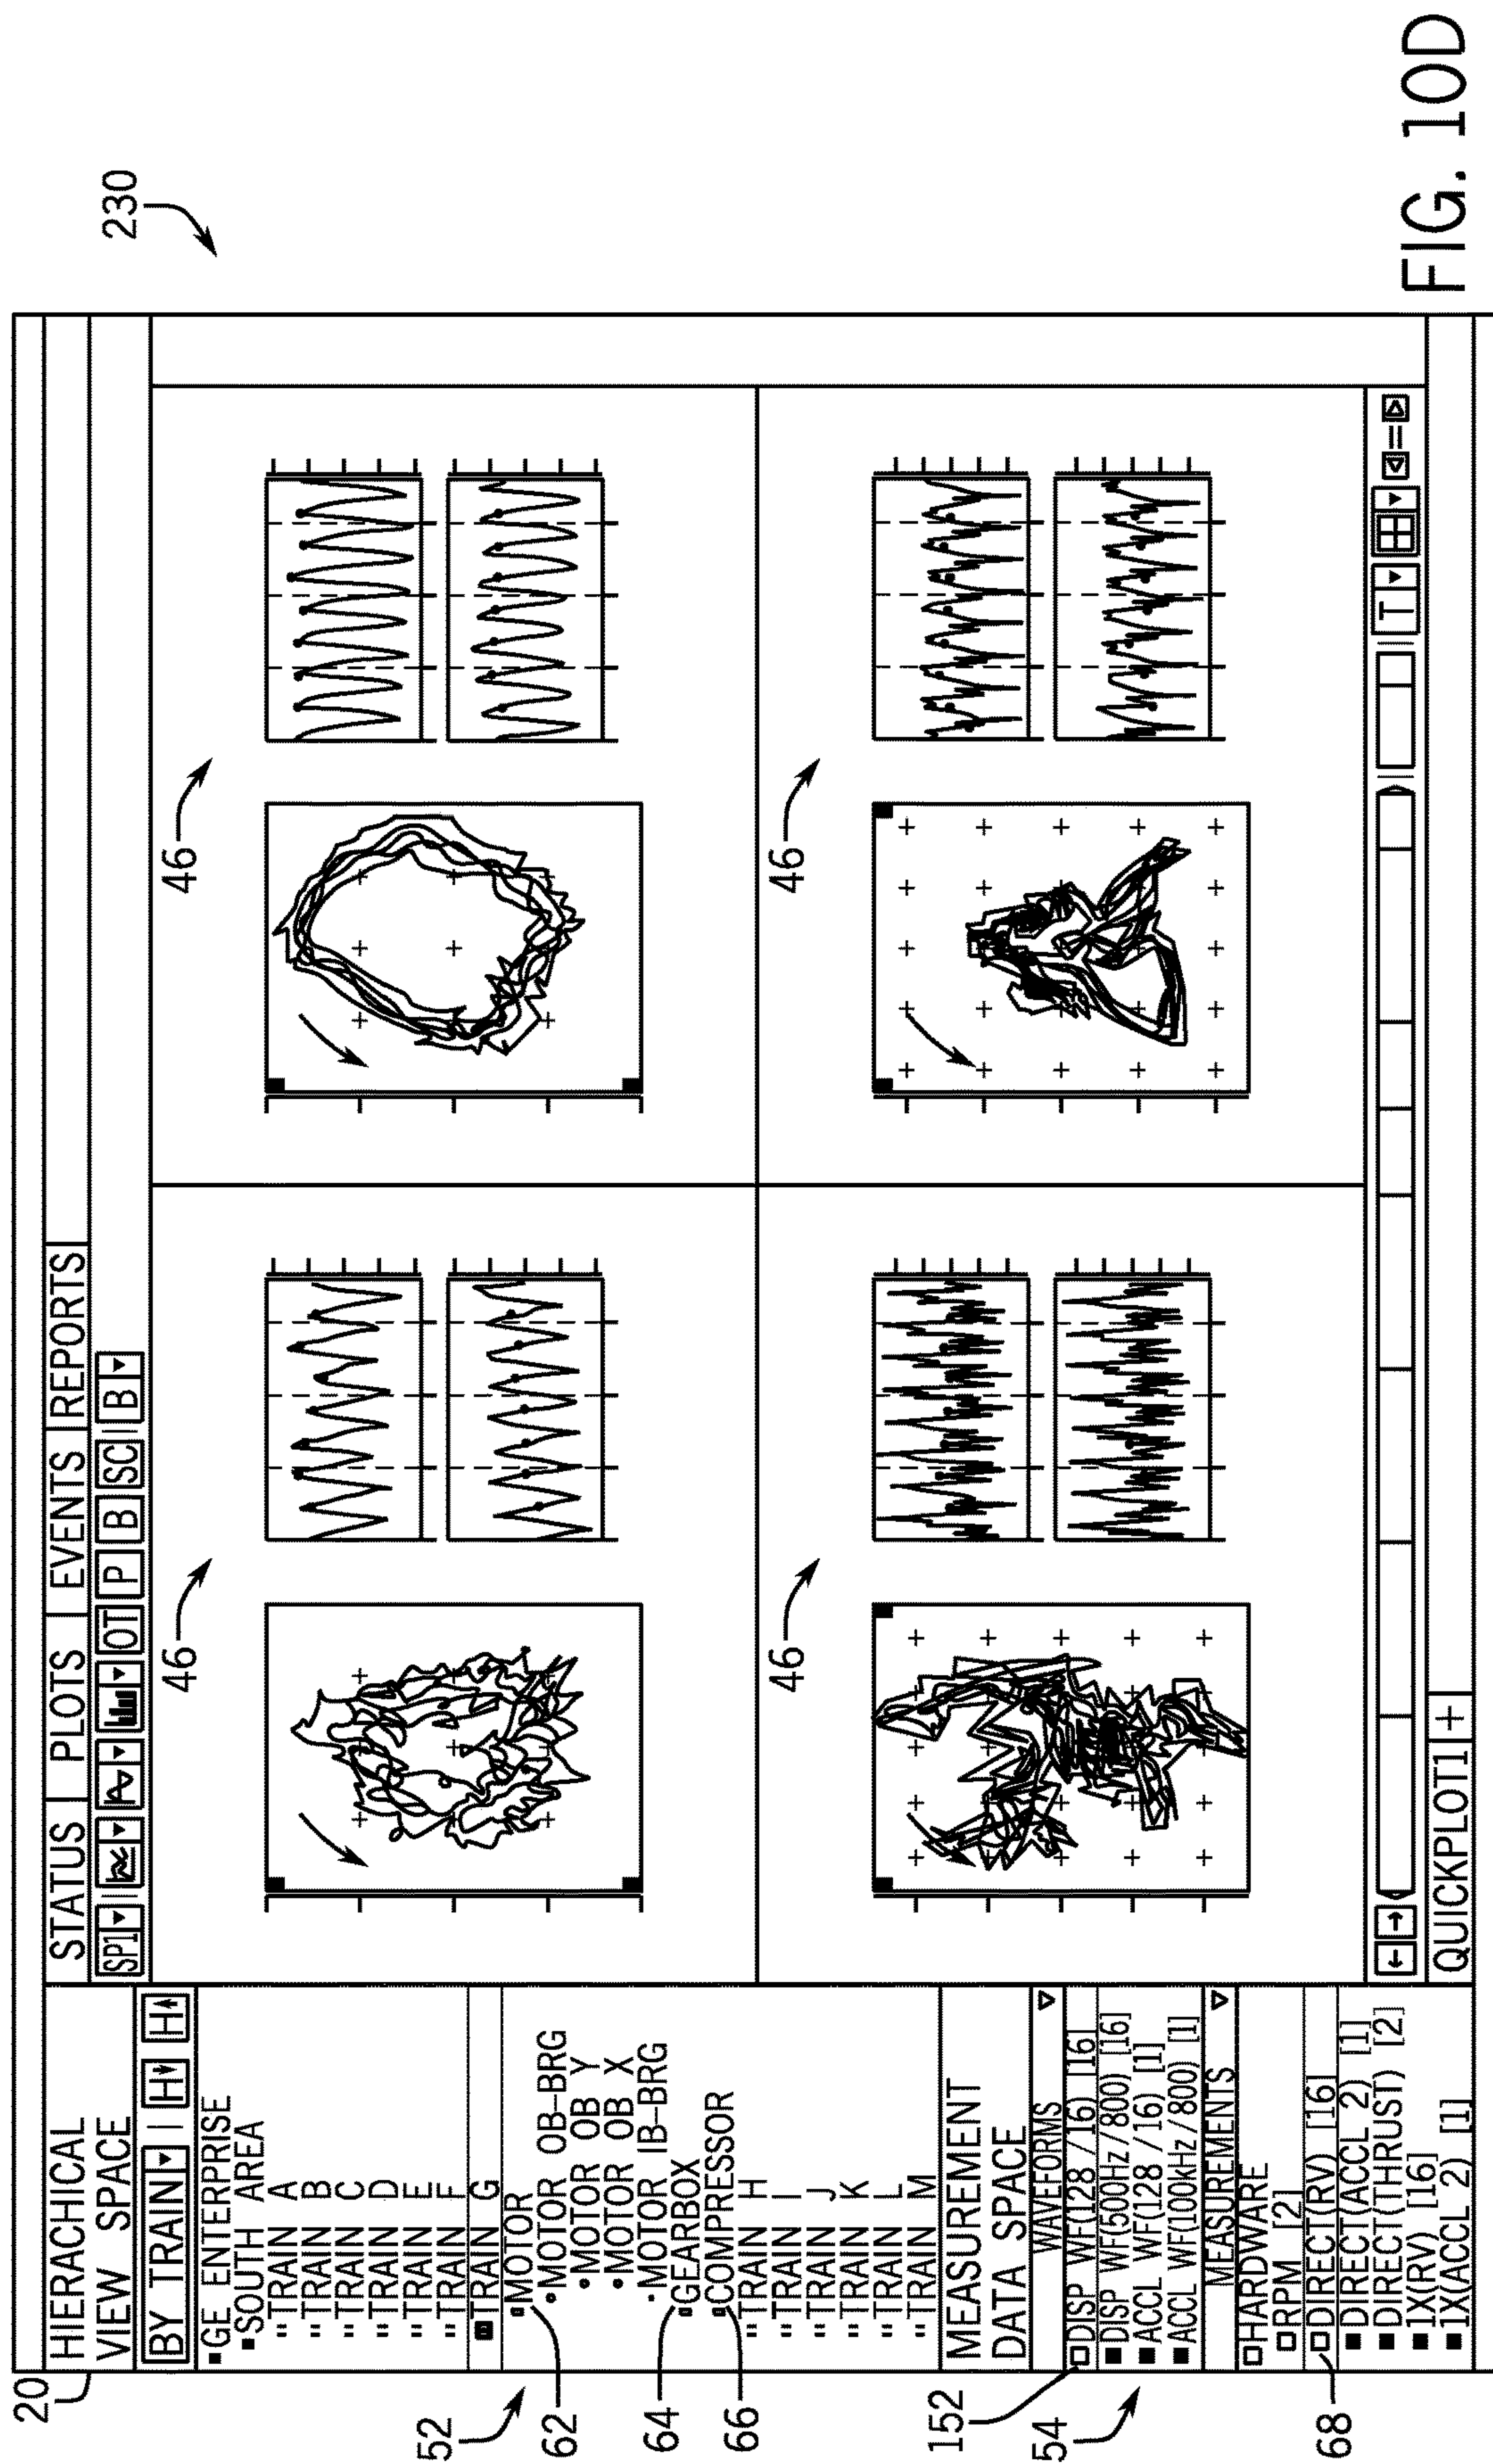 20
HIERACHICAL
VIEW SPACE
BY TRAIN H H
GE ENTERPRISE
SOUTH AREA
TRAIN A
TRAIN B
TRAIN C
TRAIN D
TRAIN E
TRAIN F
TRAIN G
MOTOR
MOTOR OB-BRG
MOTOR OB Y
MOTOR OB X
MOTOR IB-BRG
GEARBOX
COMPRESSOR
TRAIN H
TRAIN I
TRAIN J
TRAIN K
TRAIN L
TRAIN M
52
62
64
66
MEASUREMENT
DATA SPACE
WAVEFORMS
DISP WF(128 /16) [16]
DISP WF(500Hz/800) [16]
ACCL WF(128 /16) [1]
ACCL WF(100kHz/800) [1]
MEASUREMENTS
HARDWARE
RPM [2]
DIRECT(RV) [16]
DIRECT(ACCL 2) [1]
DIRECT(THRUST) [2]
1X(RV) [16]
1X(ACCL 2) [1]
152
54
68
STATUS PLOTS EVENTS REPORTS
SP1 OT P B SC B
46
46
46
46
T
QUICKPLOT1 +
230
FIG. 10D